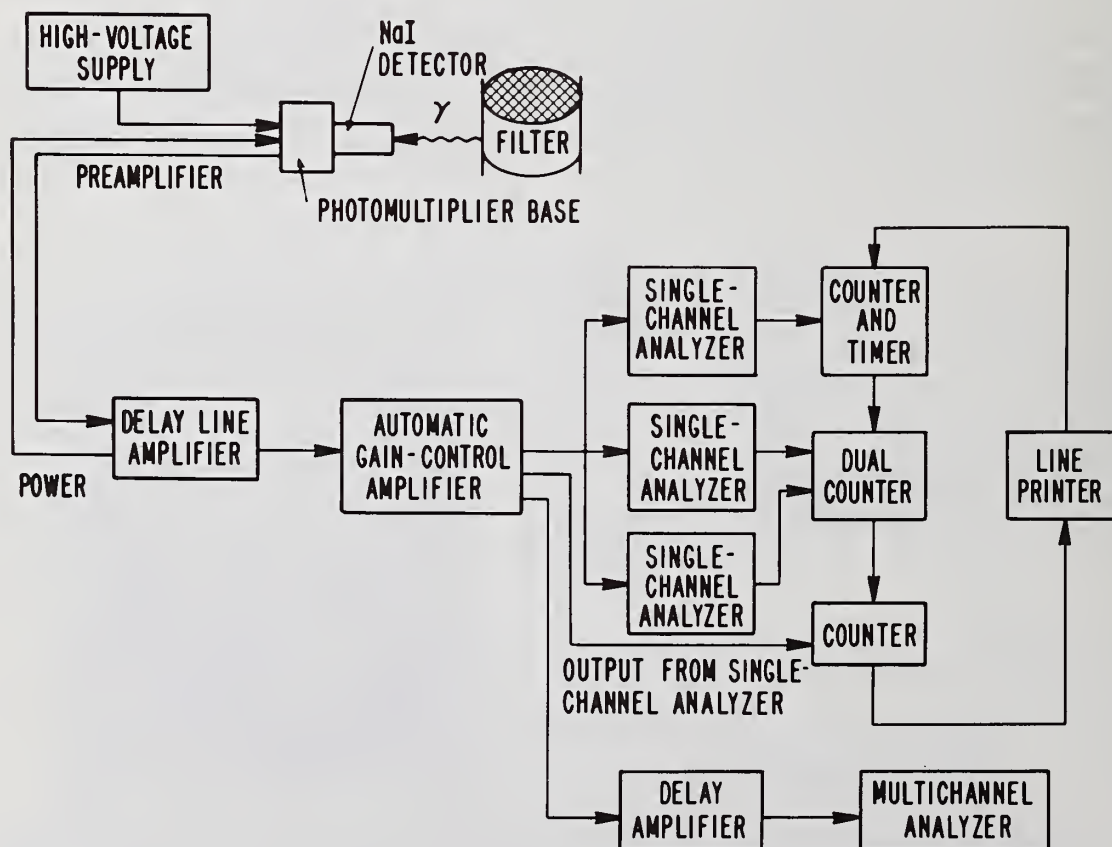 HIGH-VOLTAGE
SUPPLY
NaI
DETECTOR
γ
FILTER
PREAMPLIFIER
PHOTOMULTIPLIER BASE
SINGLE-
CHANNEL
ANALYZER
COUNTER
AND
TIMER
DELAY LINE
AMPLIFIER
POWER
AUTOMATIC
GAIN-CONTROL
AMPLIFIER
SINGLE-
CHANNEL
ANALYZER
DUAL
COUNTER
LINE
PRINTER
SINGLE-
CHANNEL
ANALYZER
COUNTER
OUTPUT FROM SINGLE-
CHANNEL ANALYZER
DELAY
AMPLIFIER
MULTICHANNEL
ANALYZER